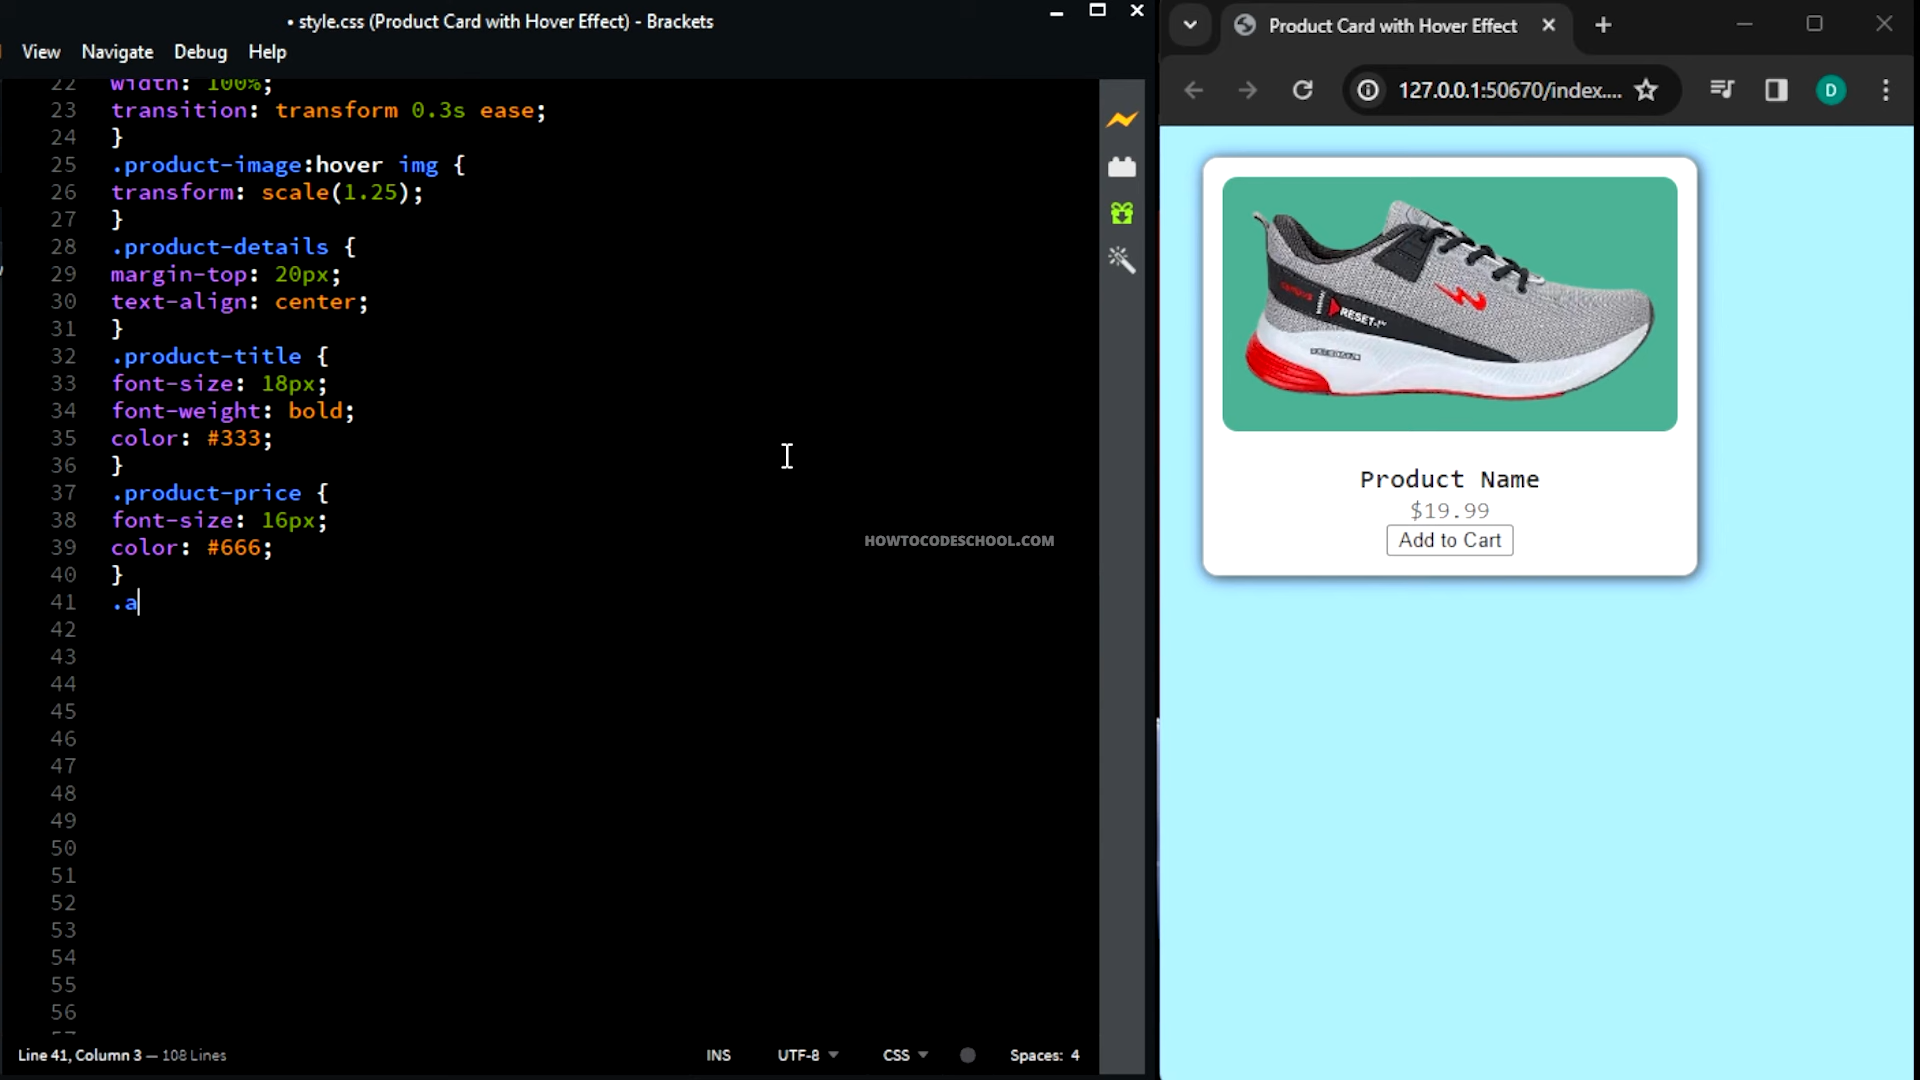 • style.css (Product Card with Hover Effect) - Brackets
View Navigate Debug Help
22 width: 100%;
23 transition: transform 0.3s ease;
24 }
25 .product-image:hover img {
26 transform: scale(1.25);
27 }
28 .product-details {
29 margin-top: 20px;
30 text-align: center;
31 }
32 .product-title {
33 font-size: 18px;
34 font-weight: bold;
35 color: #333;
36 }
37 .product-price {
38 font-size: 16px;
39 color: #666;
40 }
41 .a
42
43
44
45
46
47
48
49
50
51
52
53
54
55
56
57
HOWTOCODESCHOOL.COM
Line 41, Column 3 — 108 Lines
INS UTF-8 CSS Spaces: 4
Product Card with Hover Effect
127.0.0.1:50670/index....
D
RESET
Product Name
$19.99
Add to Cart